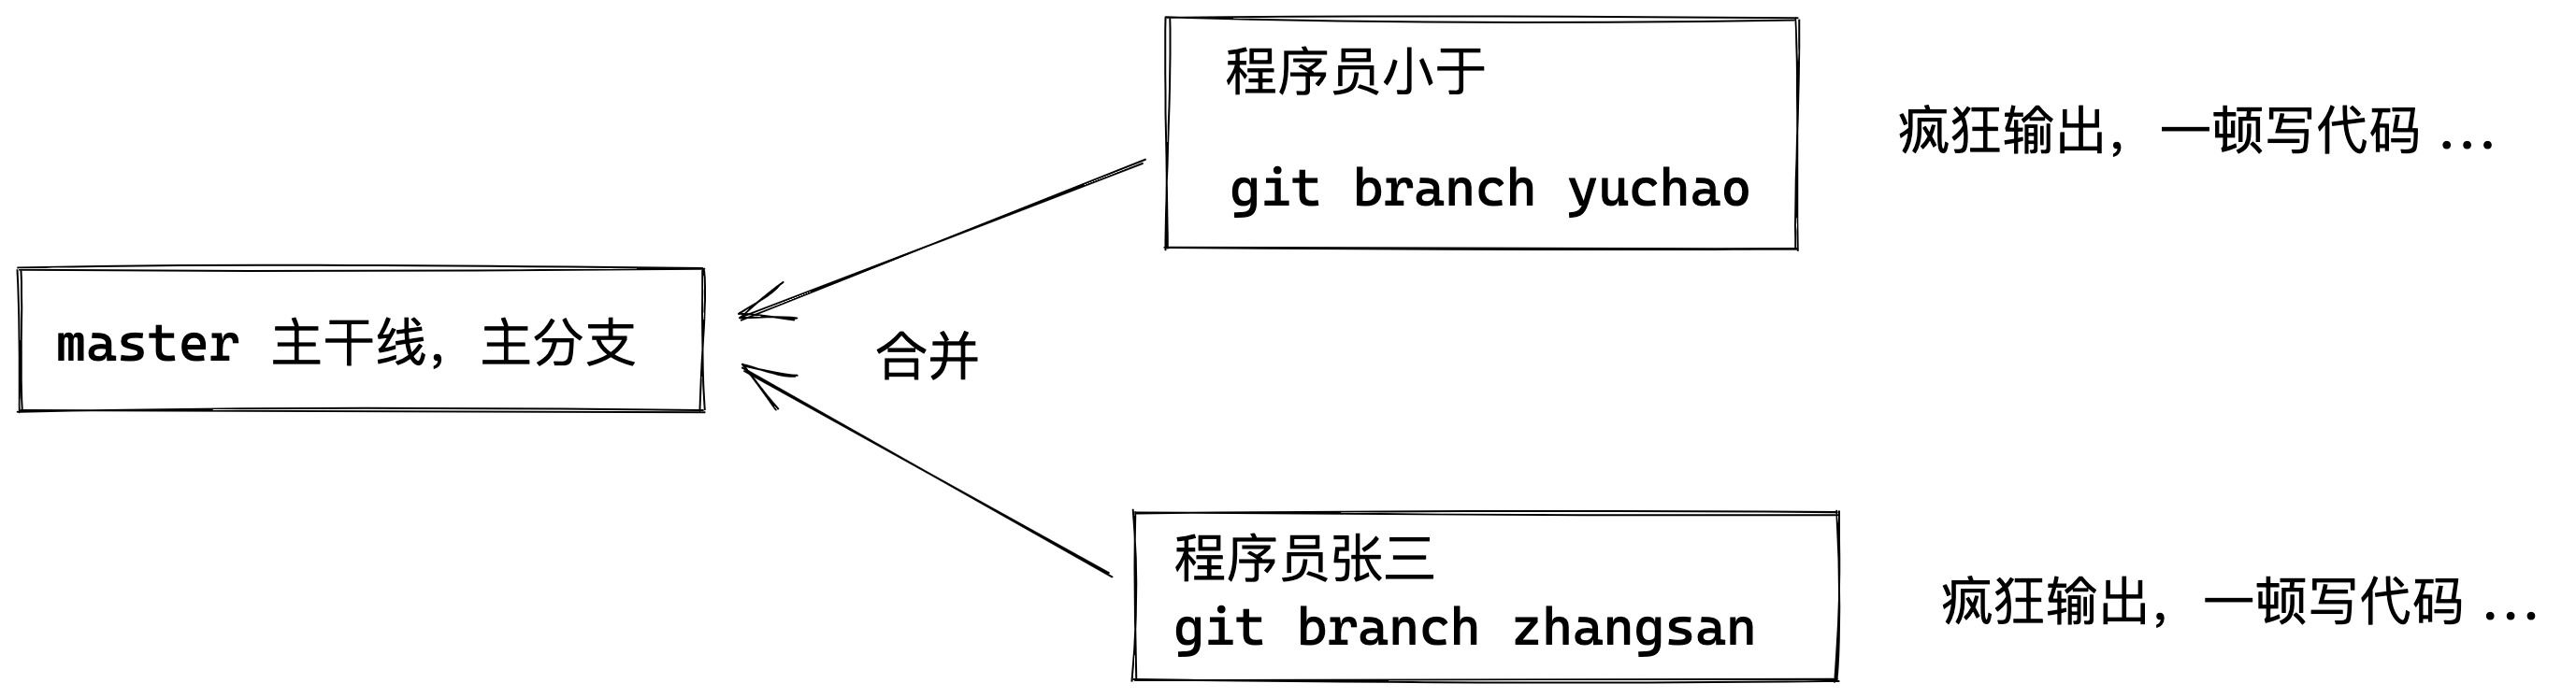 程序员小于
git branch yuchao
疯狂输出，一顿写代码 ...
master 主干线，主分支
合并
程序员张三
git branch zhangsan
疯狂输出，一顿写代码 ...